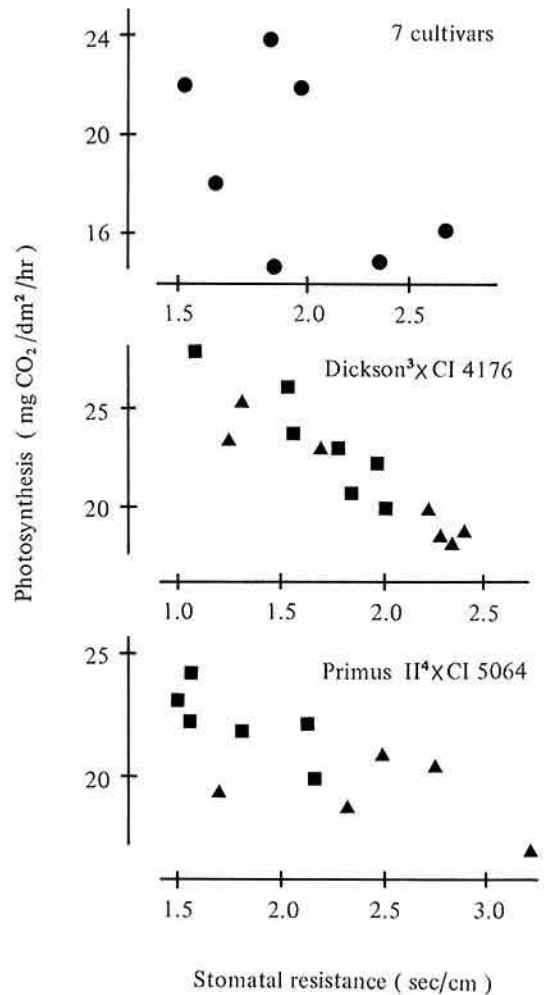 7 cultivars
24
20
16
1.5 2.0 2.5
Dickson³ X CI 4176
25
20
1.0 1.5 2.0 2.5
Primus II⁴ X CI 5064
25
20
1.5 2.0 2.5 3.0
Photosynthesis ( mg CO₂ /dm² /hr )
Stomatal resistance ( sec/cm )